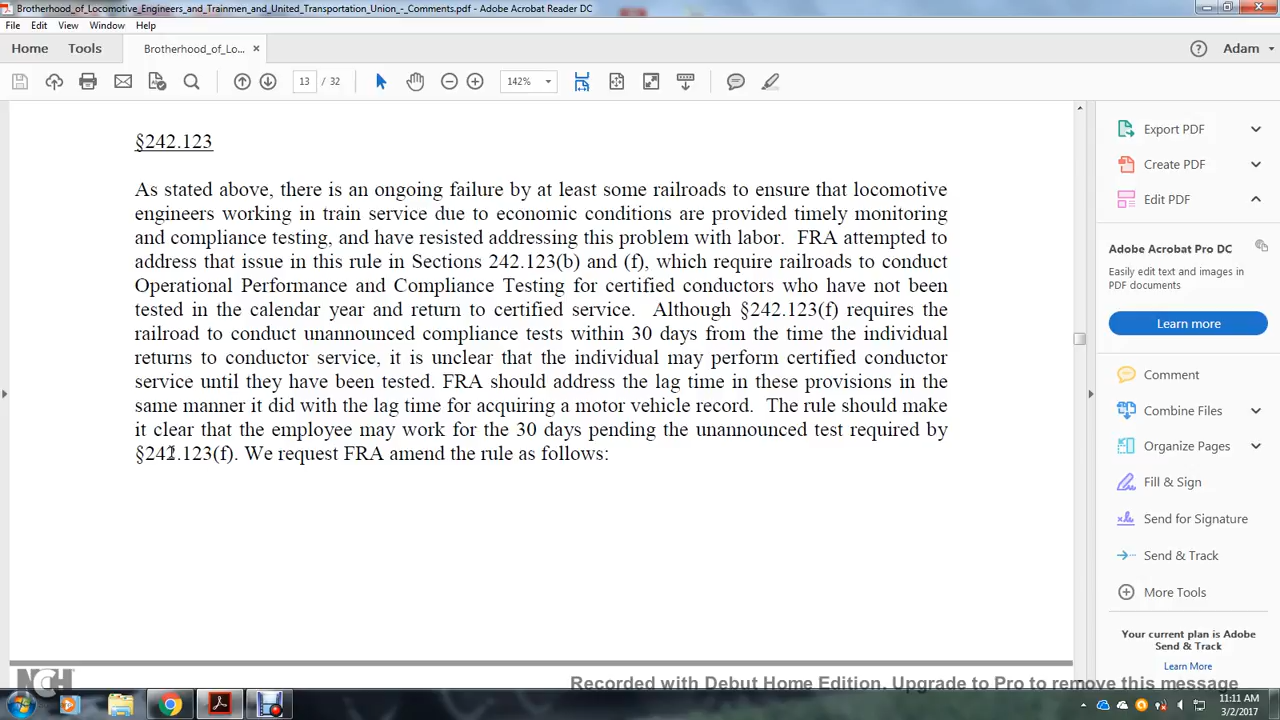 Brotherhood_of_Locomotive_Engineers_and_Trainmen_and_United_Transportation_Union_-_Comments.pdf - Adobe Acrobat Reader DC
File Edit View Window Help
Home Tools Brotherhood_of_Lo... × Adam
13 / 32 142%
§242.123
As stated above, there is an ongoing failure by at least some railroads to ensure that locomotive
engineers working in train service due to economic conditions are provided timely monitoring
and compliance testing, and have resisted addressing this problem with labor. FRA attempted to
address that issue in this rule in Sections 242.123(b) and (f), which require railroads to conduct
Operational Performance and Compliance Testing for certified conductors who have not been
tested in the calendar year and return to certified service. Although §242.123(f) requires the
railroad to conduct unannounced compliance tests within 30 days from the time the individual
returns to conductor service, it is unclear that the individual may perform certified conductor
service until they have been tested. FRA should address the lag time in these provisions in the
same manner it did with the lag time for acquiring a motor vehicle record. The rule should make
it clear that the employee may work for the 30 days pending the unannounced test required by
§242.123(f). We request FRA amend the rule as follows:
Export PDF
Create PDF
Edit PDF
Adobe Acrobat Pro DC
Easily edit text and images in
PDF documents
Learn more
Comment
Combine Files
Organize Pages
Fill & Sign
Send for Signature
Send & Track
More Tools
Your current plan is Adobe
Send & Track
Learn More
NCH
Recorded with Debut Home Edition. Upgrade to Pro to remove this message
11:11 AM
3/2/2017